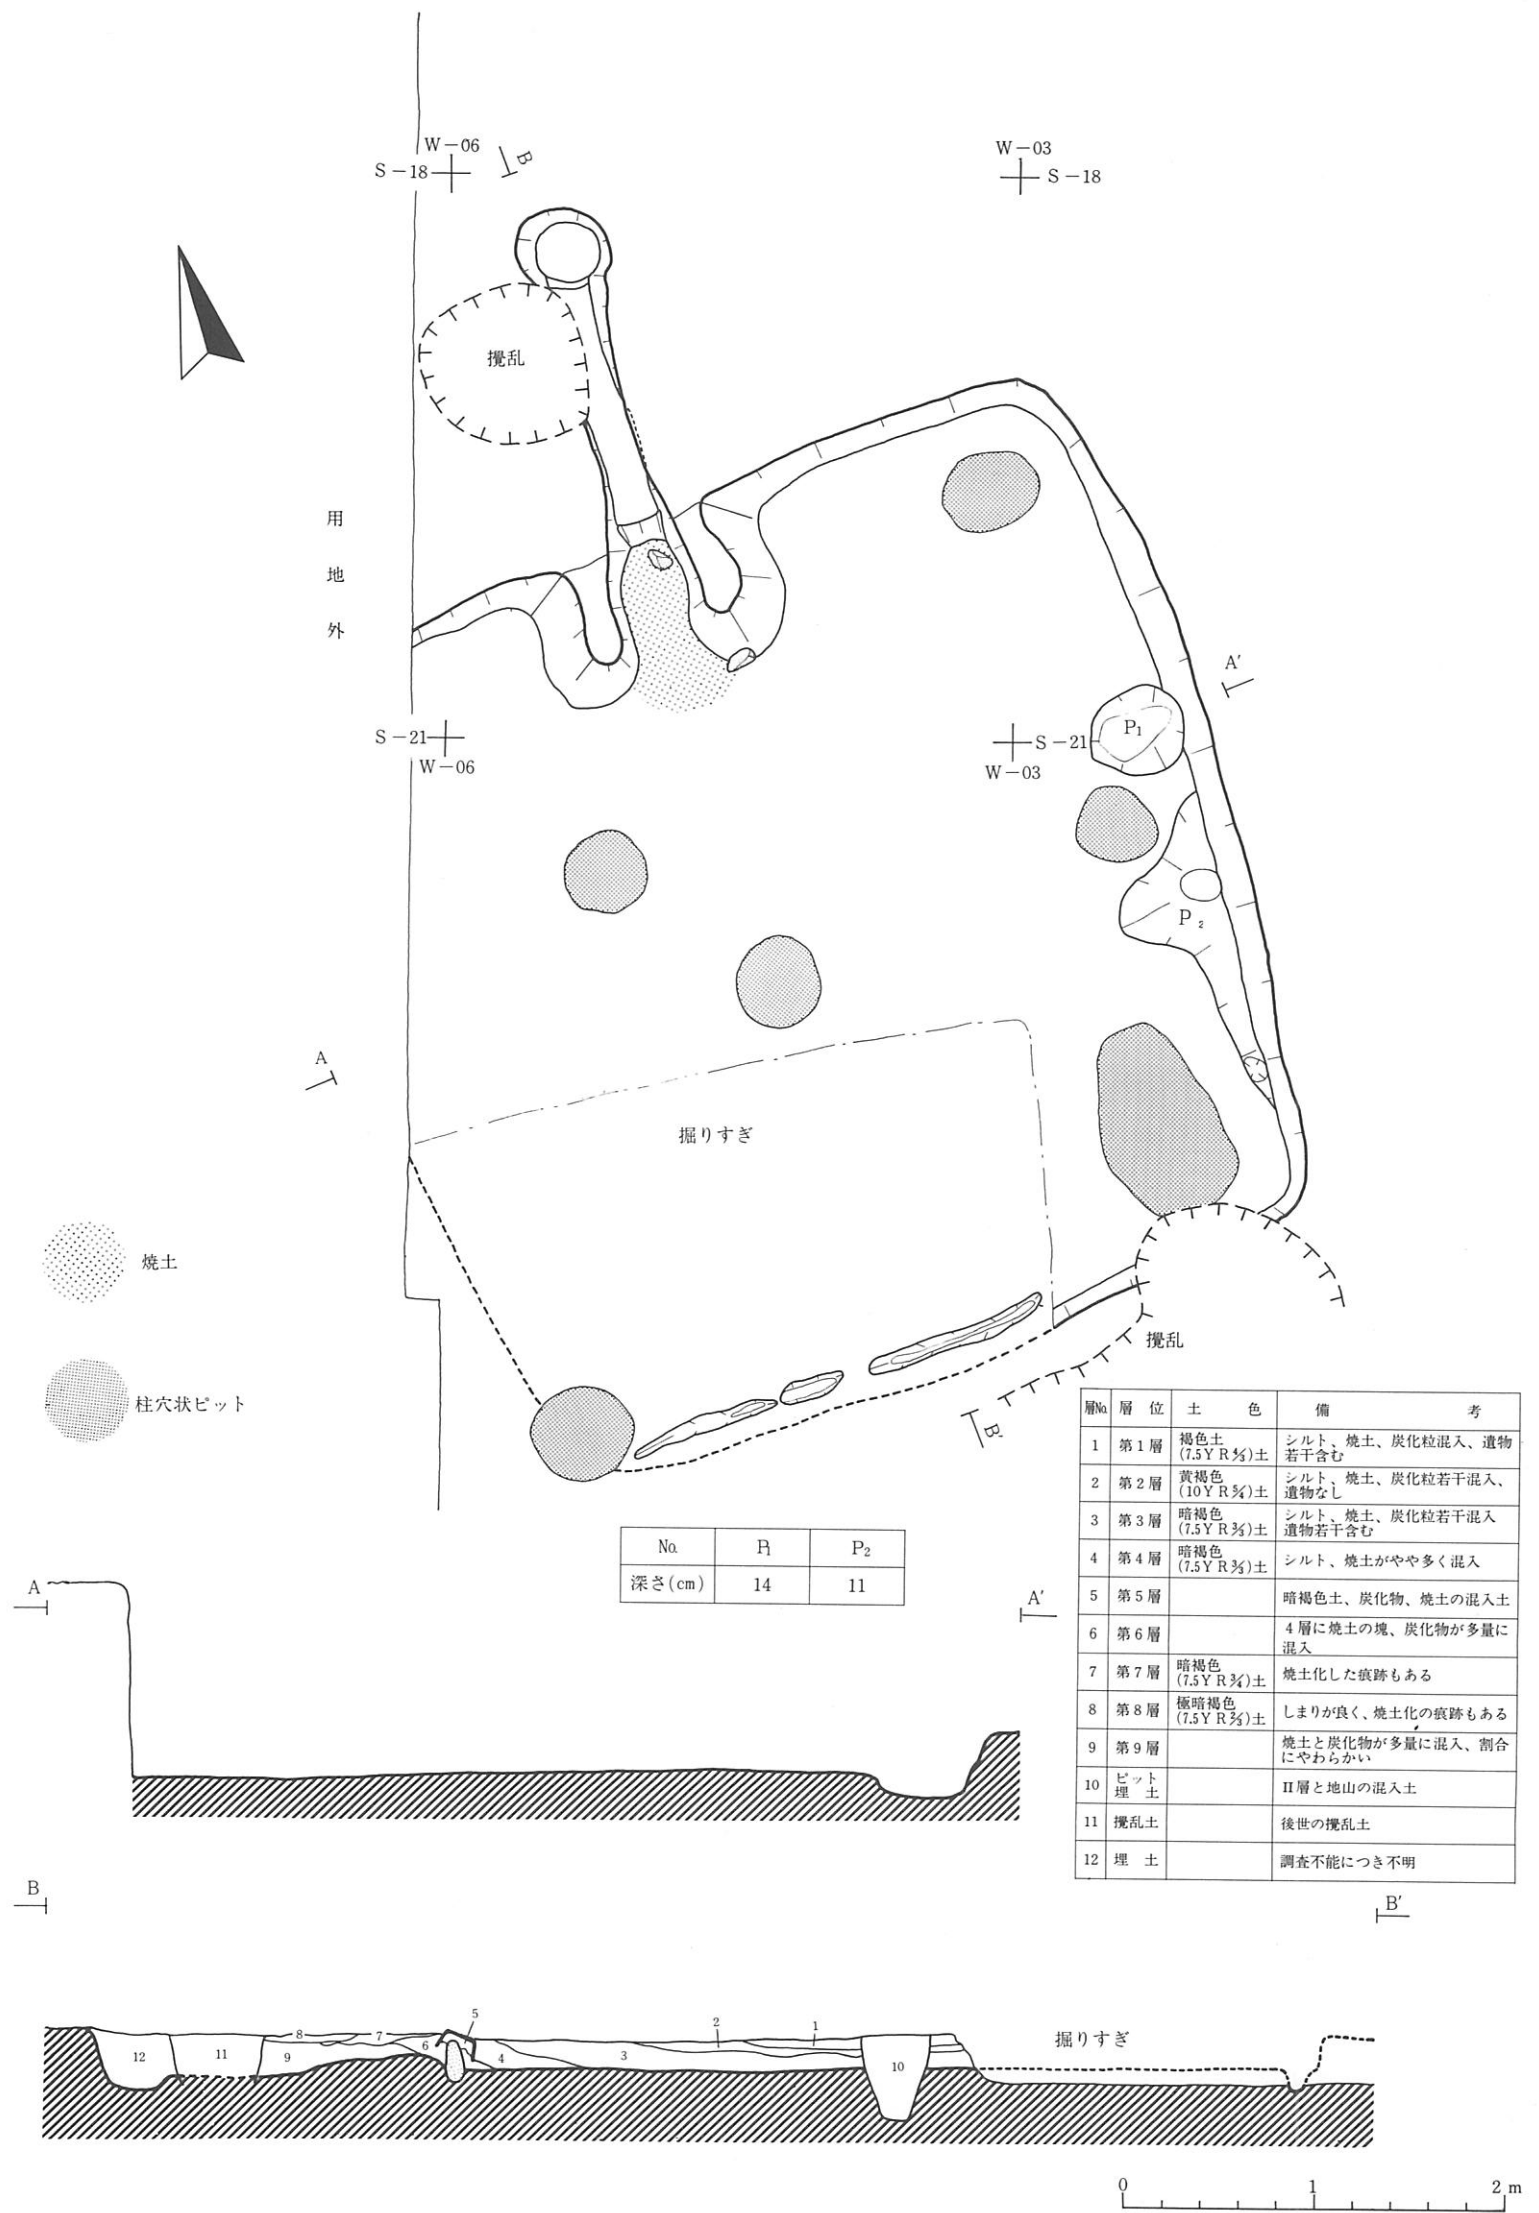 W－06
S－18
B
W－03
S－18
攪乱
用地外
A′
P₁
S－21
W－06
S－21
W－03
P₂
A
掘りすぎ
焼土
柱穴状ピット
攪乱
B′
層No. 層位 土色 備考
1 第1層 褐色土 (7.5YR4/3)土 シルト、焼土、炭化粒混入、遺物若干含む
2 第2層 黄褐色 (10YR5/4)土 シルト、焼土、炭化粒若干混入、遺物なし
3 第3層 暗褐色 (7.5YR3/3)土 シルト、焼土、炭化粒若干混入 遺物若干含む
4 第4層 暗褐色 (7.5YR3/3)土 シルト、焼土がやや多く混入
5 第5層 暗褐色土、炭化物、焼土の混入土
6 第6層 4層に焼土の塊、炭化物が多量に混入
7 第7層 暗褐色 (7.5YR3/4)土 焼土化した痕跡もある
8 第8層 極暗褐色 (7.5YR2/3)土 しまりが良く、焼土化の痕跡もある
9 第9層 焼土と炭化物が多量に混入、割合にやわらかい
10 ピット埋土 II層と地山の混入土
11 攪乱土 後世の攪乱土
12 埋土 調査不能につき不明
No. P₁ P₂
深さ(cm) 14 11
A
A′
B
B′
12
11
8
9
7
6
5
4
3
2
1
10
掘りすぎ
0 1 2m